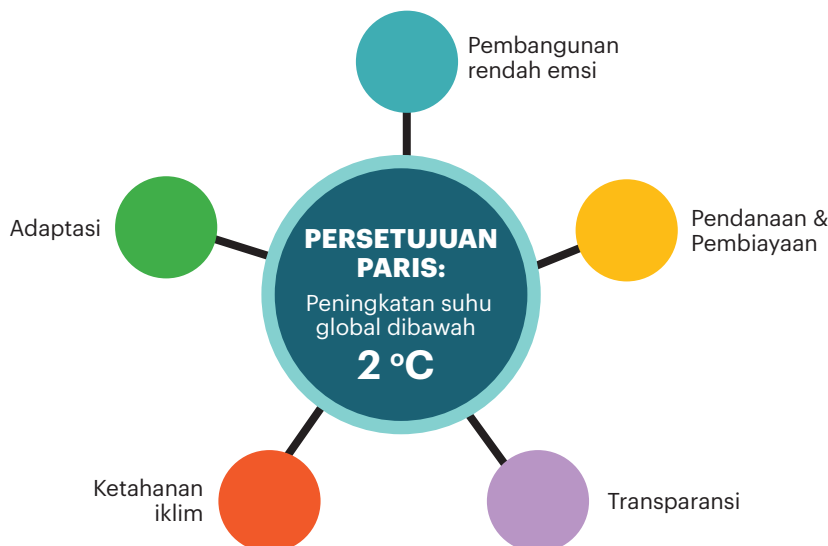 Pembangunan
rendah emsi
Adaptasi
Pendanaan &
Pembiayaan
PERSETUJUAN
PARIS:
Peningkatan suhu
global dibawah
2 °C
Ketahanan
iklim
Transparansi